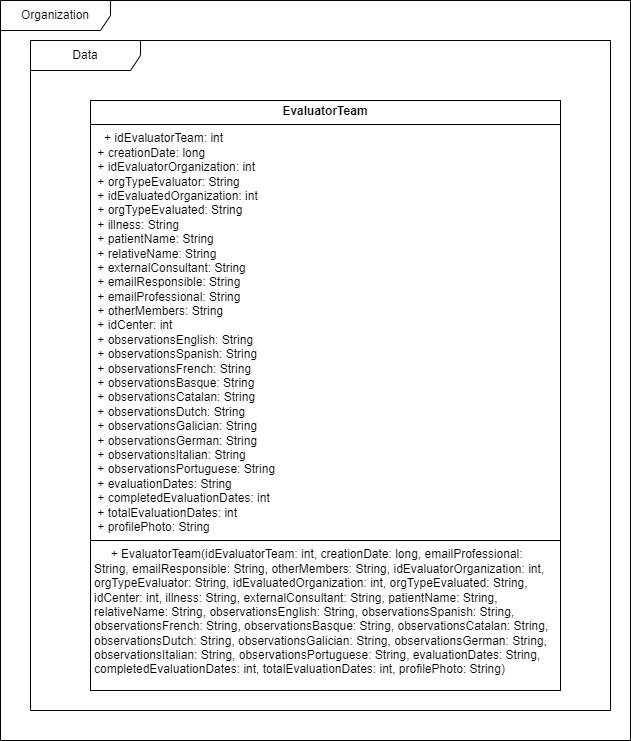 Organization
Data
EvaluatorTeam
+ idEvaluatorTeam: int
+ creationDate: long
+ idEvaluatorOrganization: int
+ orgTypeEvaluator: String
+ idEvaluatedOrganization: int
+ orgTypeEvaluated: String
+ illness: String
+ patientName: String
+ relativeName: String
+ externalConsultant: String
+ emailResponsible: String
+ emailProfessional: String
+ otherMembers: String
+ idCenter: int
+ observationsEnglish: String
+ observationsSpanish: String
+ observationsFrench: String
+ observationsBasque: String
+ observationsCatalan: String
+ observationsDutch: String
+ observationsGalician: String
+ observationsGerman: String
+ observationsItalian: String
+ observationsPortuguese: String
+ evaluationDates: String
+ completedEvaluationDates: int
+ totalEvaluationDates: int
+ profilePhoto: String
+ EvaluatorTeam(idEvaluatorTeam: int, creationDate: long, emailProfessional:
String, emailResponsible: String, otherMembers: String, idEvaluatorOrganization: int,
orgTypeEvaluator: String, idEvaluatedOrganization: int, orgTypeEvaluated: String,
idCenter: int, illness: String, externalConsultant: String, patientName: String,
relativeName: String, observationsEnglish: String, observationsSpanish: String,
observationsFrench: String, observationsBasque: String, observationsCatalan: String,
observationsDutch: String, observationsGalician: String, observationsGerman: String,
observationsItalian: String, observationsPortuguese: String, evaluationDates: String,
completedEvaluationDates: int, totalEvaluationDates: int, profilePhoto: String)